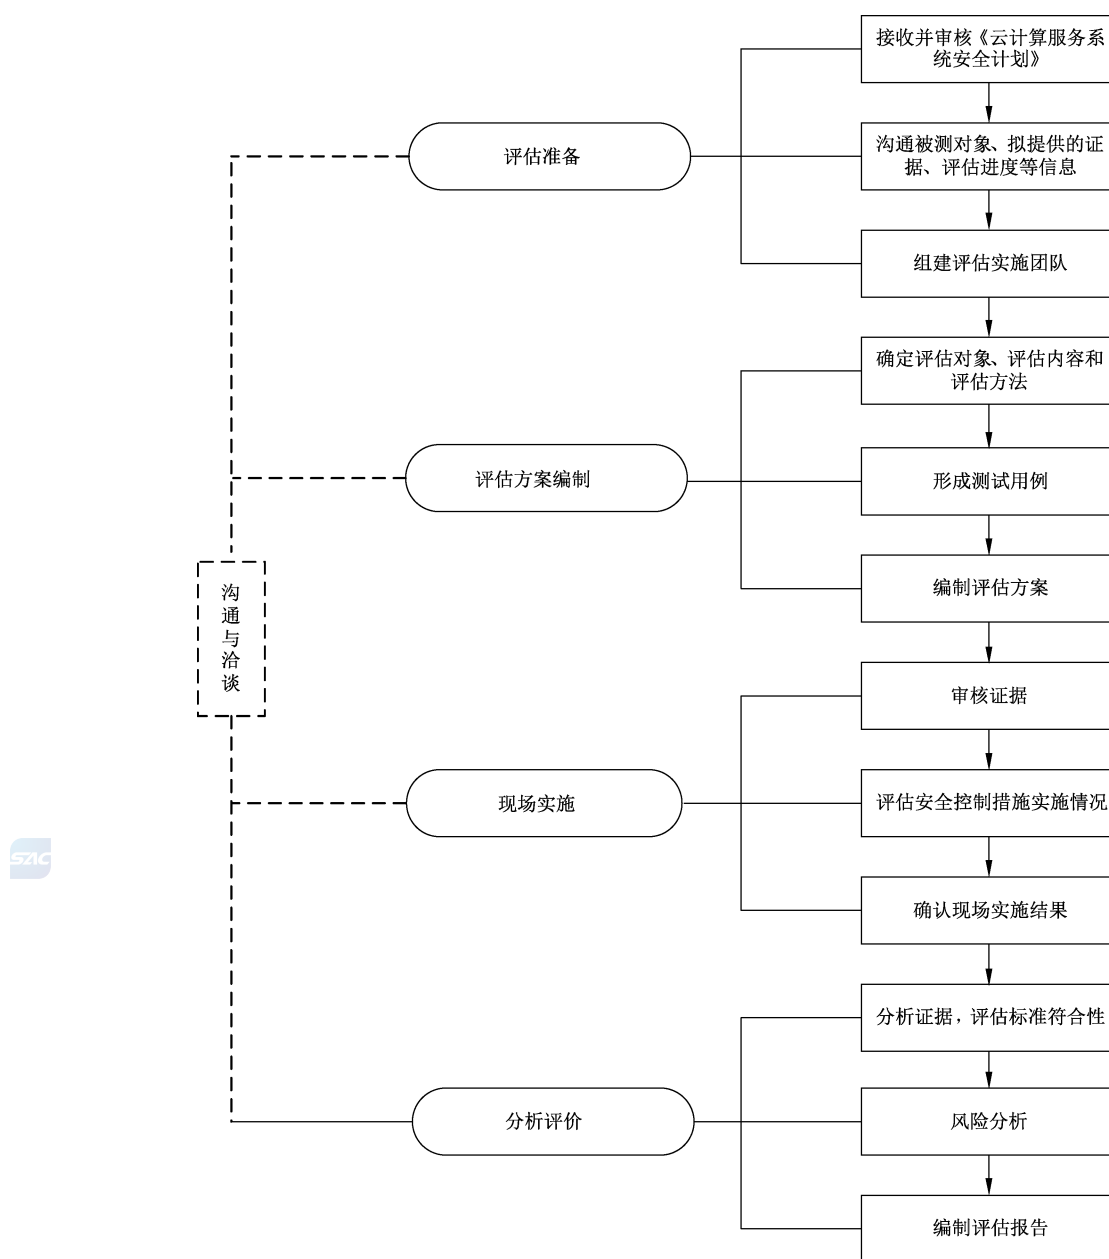 接收并审核《云计算服务系
统安全计划》
评估准备
沟通被测对象、拟提供的证
据、评估进度等信息
组建评估实施团队
确定评估对象、评估内容和
评估方法
评估方案编制
形成测试用例
编制评估方案
沟
通
与
洽
谈
审核证据
现场实施
评估安全控制措施实施情况
SAC
确认现场实施结果
分析证据,评估标准符合性
分析评价
风险分析
编制评估报告